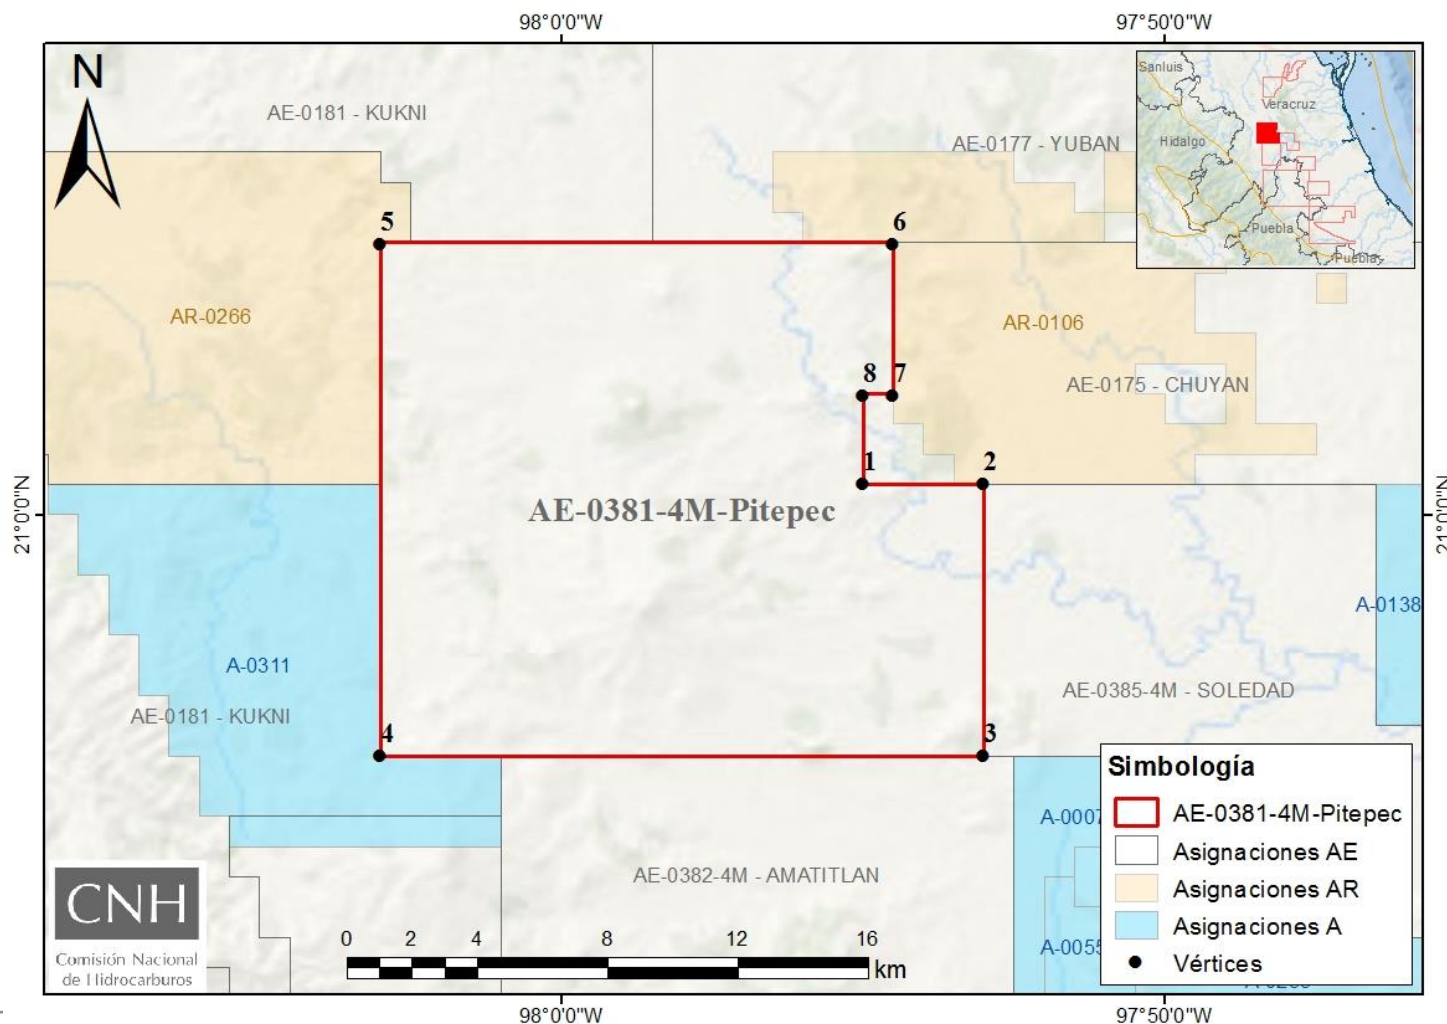 98°0'0"W
97°50'0"W
N
AE-0181 - KUKNI
AE-0177 - YUBAN
Sanluis
Veracruz
Hidalgo
Puebla
Puebla
5
6
AR-0266
AR-0106
8
7
AE-0175 - CHUYAN
1
2
21°0'0"N
AE-0381-4M-Pitepec
21°0'0"N
A-0138
A-0311
AE-0181 - KUKNI
AE-0385-4M - SOLEDAD
4
3
A-0007
AE-0382-4M - AMATITLAN
A-0055
Simbología
AE-0381-4M-Pitepec
Asignaciones AE
Asignaciones AR
Asignaciones A
Vértices
CNH
Comisión Nacional
de Hidrocarburos
0 2 4 8 12 16
km
98°0'0"W
97°50'0"W